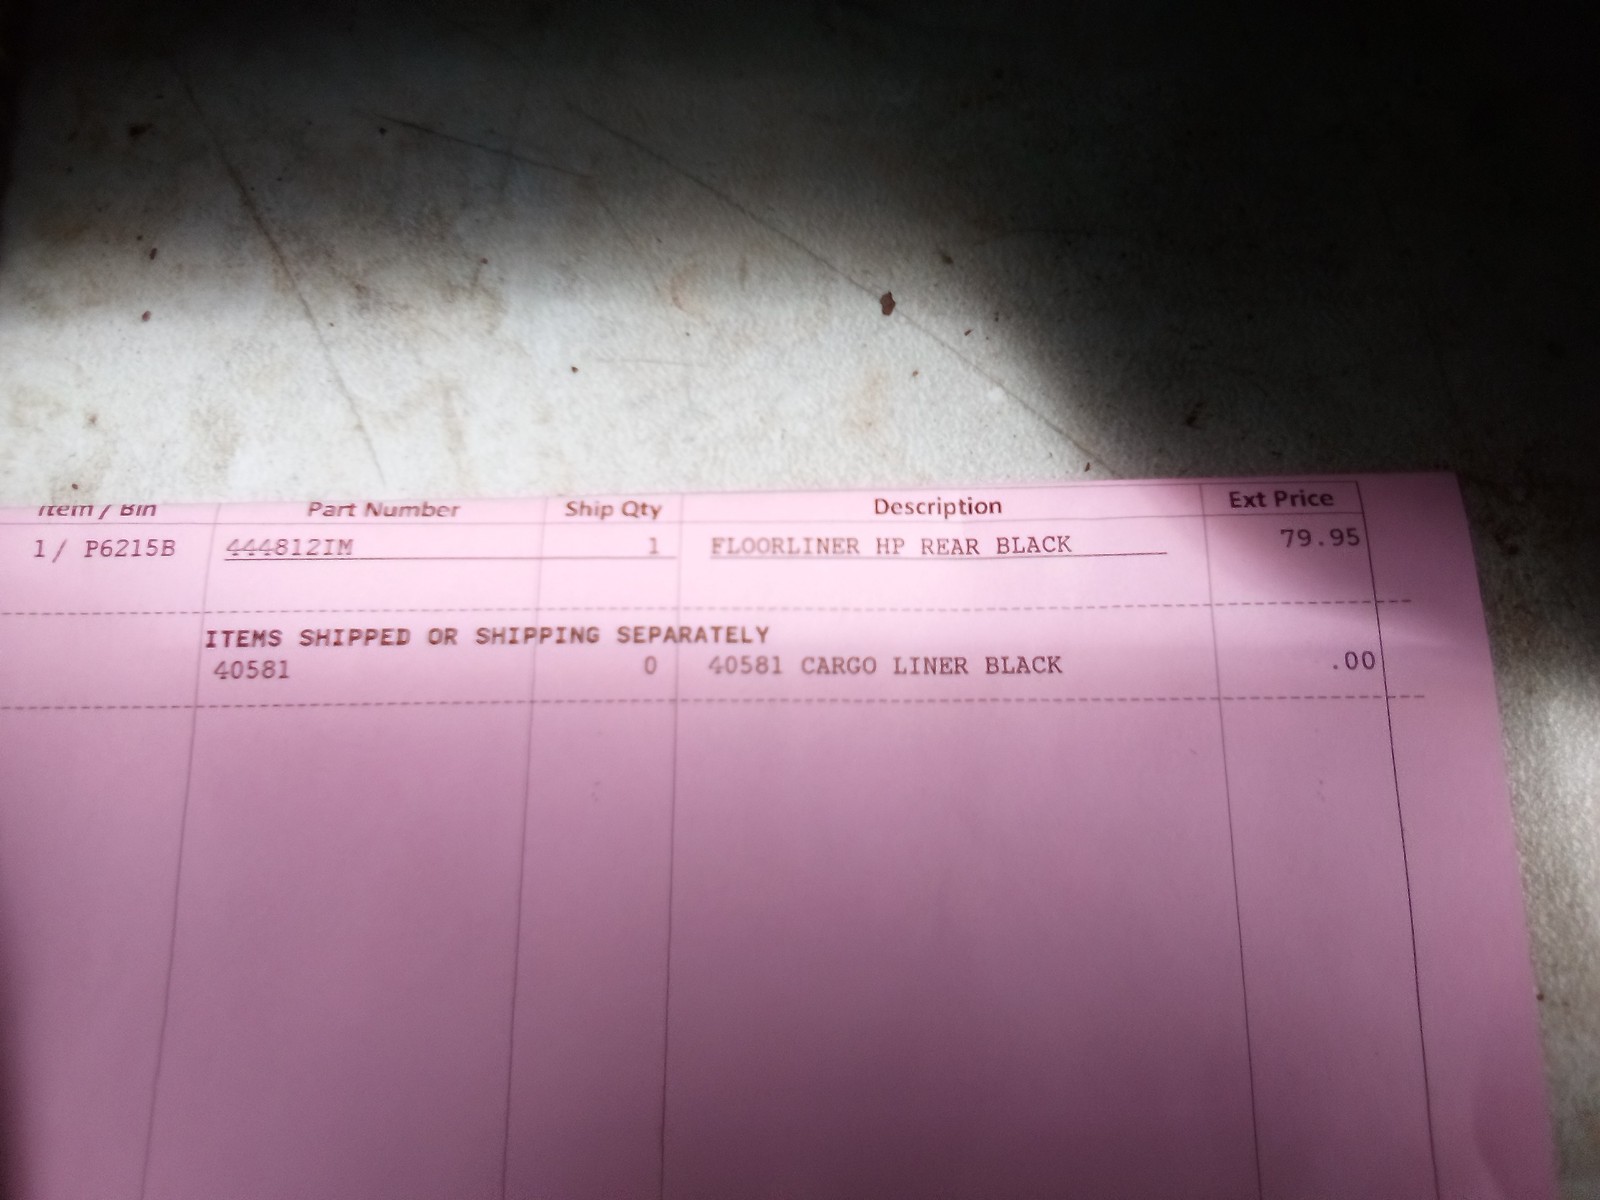 Item / Bin Part Number Ship Qty Description Ext Price
1/ P6215B 444812IM 1 FLOORLINER HP REAR BLACK 79.95
ITEMS SHIPPED OR SHIPPING SEPARATELY
40581 0 40581 CARGO LINER BLACK .00